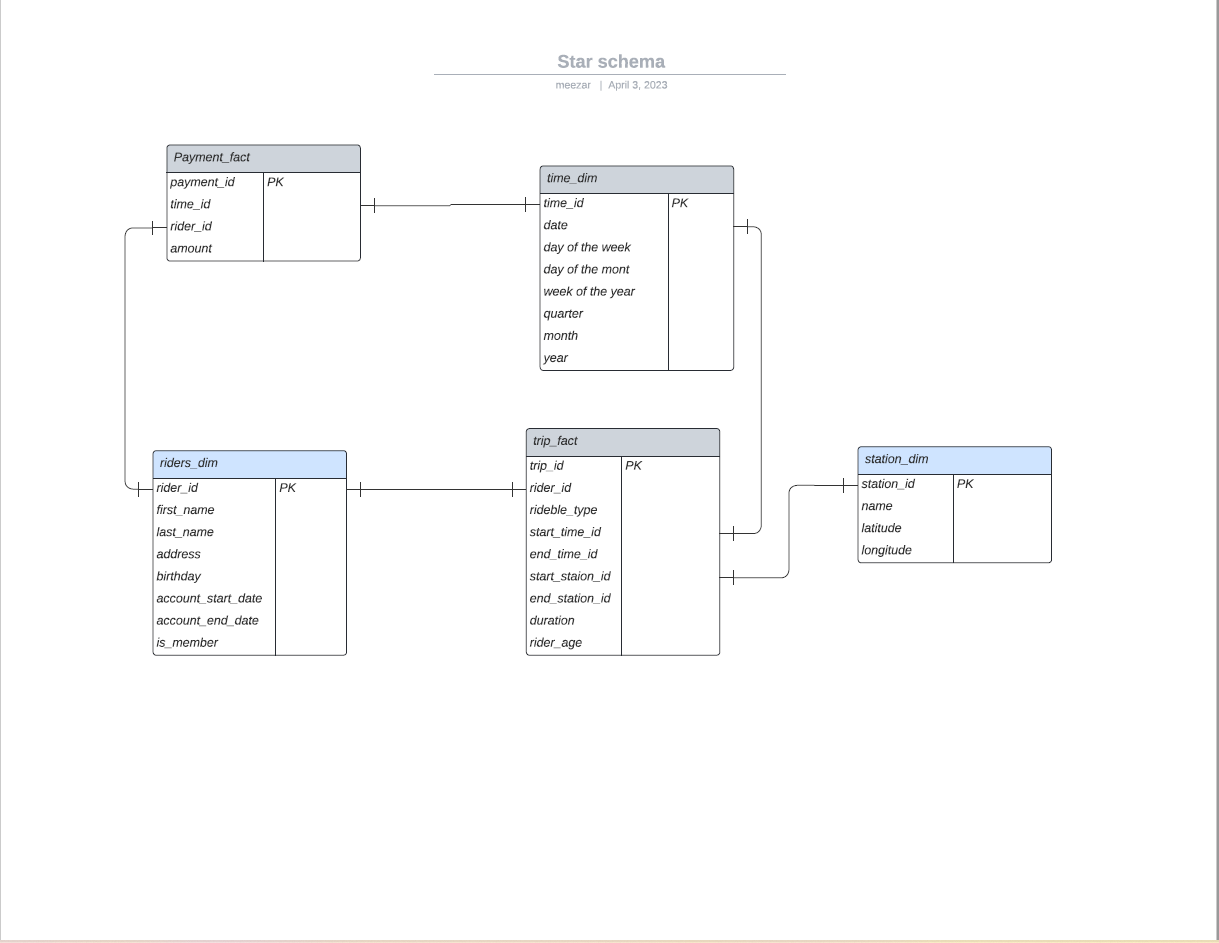 Star schema
meezar | April 3, 2023
Payment_fact
payment_id PK
time_id
rider_id
amount
time_dim
time_id PK
date
day of the week
day of the mont
week of the year
quarter
month
year
riders_dim
rider_id PK
first_name
last_name
address
birthday
account_start_date
account_end_date
is_member
trip_fact
trip_id PK
rider_id
rideble_type
start_time_id
end_time_id
start_staion_id
end_station_id
duration
rider_age
station_dim
station_id PK
name
latitude
longitude